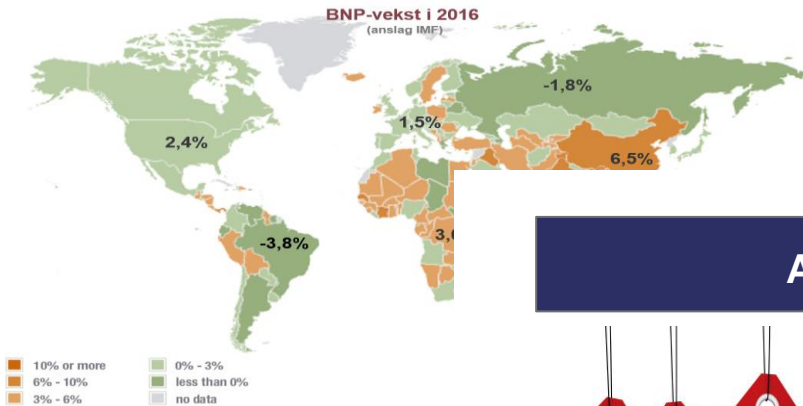 BNP-vekst i 2016
(anslag IMF)
-1,8%
1,5%
2,4%
6,5%
3,
-3,8%
A
10% or more
6% - 10%
3% - 6%
0% - 3%
less than 0%
no data